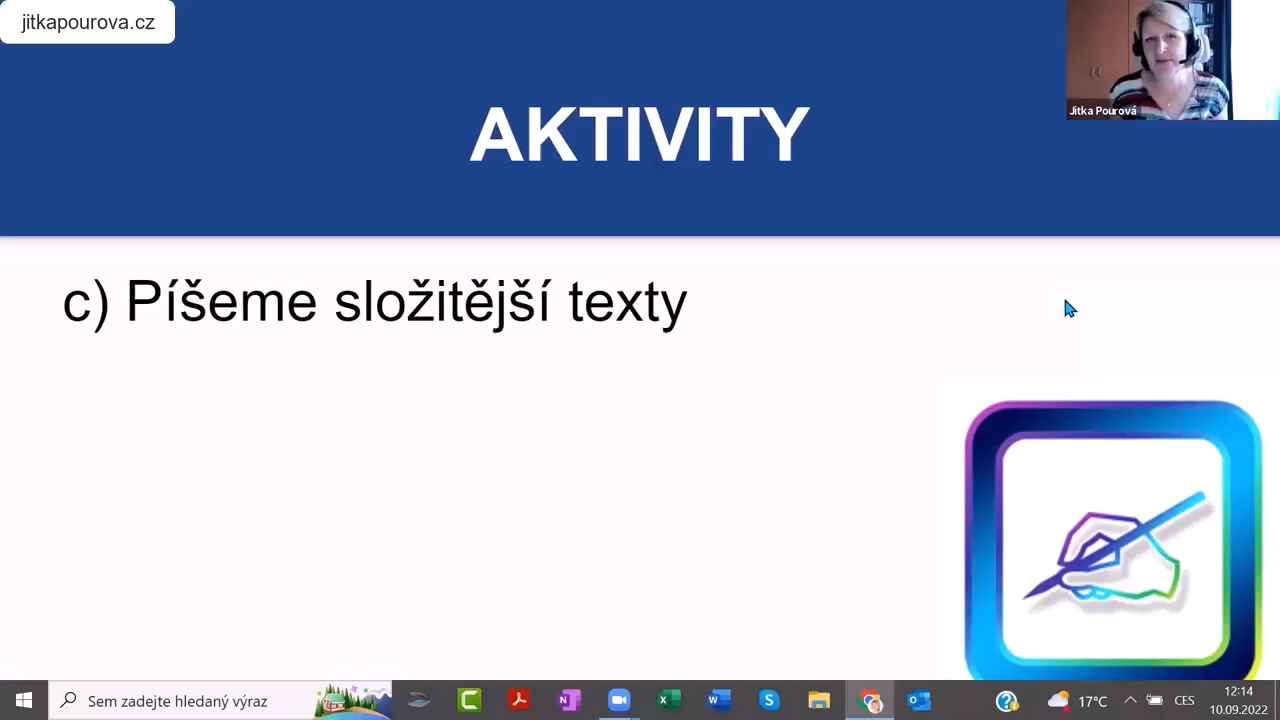 jitkapourova.cz
Jitka Pourová
AKTIVITY
c) Píšeme složitější texty
Sem zadejte hledaný výraz
17°C
CES
12:14
10.09.2022